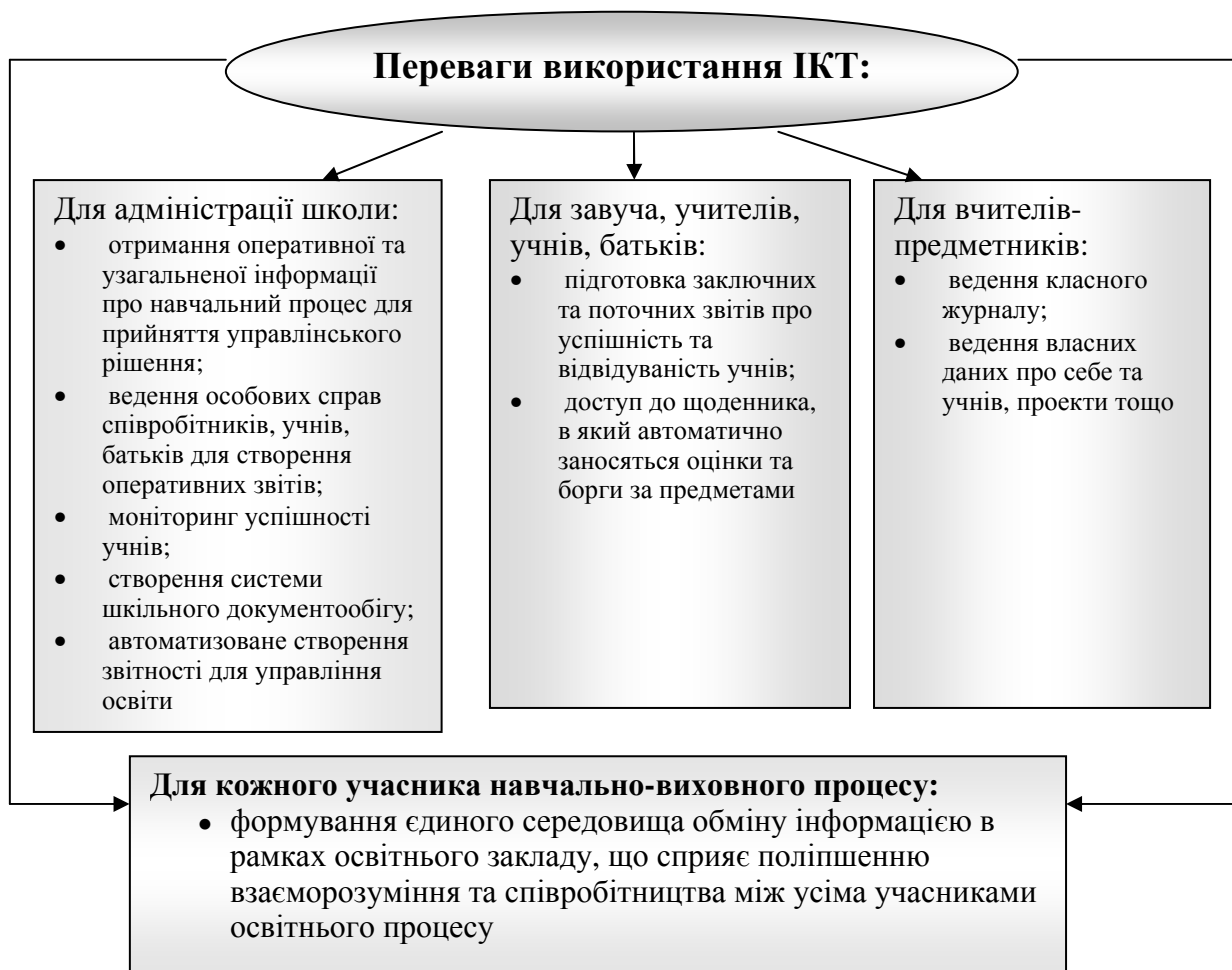 Переваги використання ІКТ:
Для адміністрації школи:
• отримання оперативної та
узагальненої інформації
про навчальний процес для
прийняття управлінського
рішення;
• ведення особових справ
співробітників, учнів,
батьків для створення
оперативних звітів;
• моніторинг успішності
учнів;
• створення системи
шкільного документообігу;
• автоматизоване створення
звітності для управління
освіти
Для завуча, учителів,
учнів, батьків:
• підготовка заключних
та поточних звітів про
успішність та
відвідуваність учнів;
• доступ до щоденника,
в який автоматично
заносяться оцінки та
борги за предметами
Для вчителів-
предметників:
• ведення класного
журналу;
• ведення власних
даних про себе та
учнів, проекти тощо
Для кожного учасника навчально-виховного процесу:
• формування єдиного середовища обміну інформацією в
рамках освітнього закладу, що сприяє поліпшенню
взаєморозуміння та співробітництва між усіма учасниками
освітнього процесу